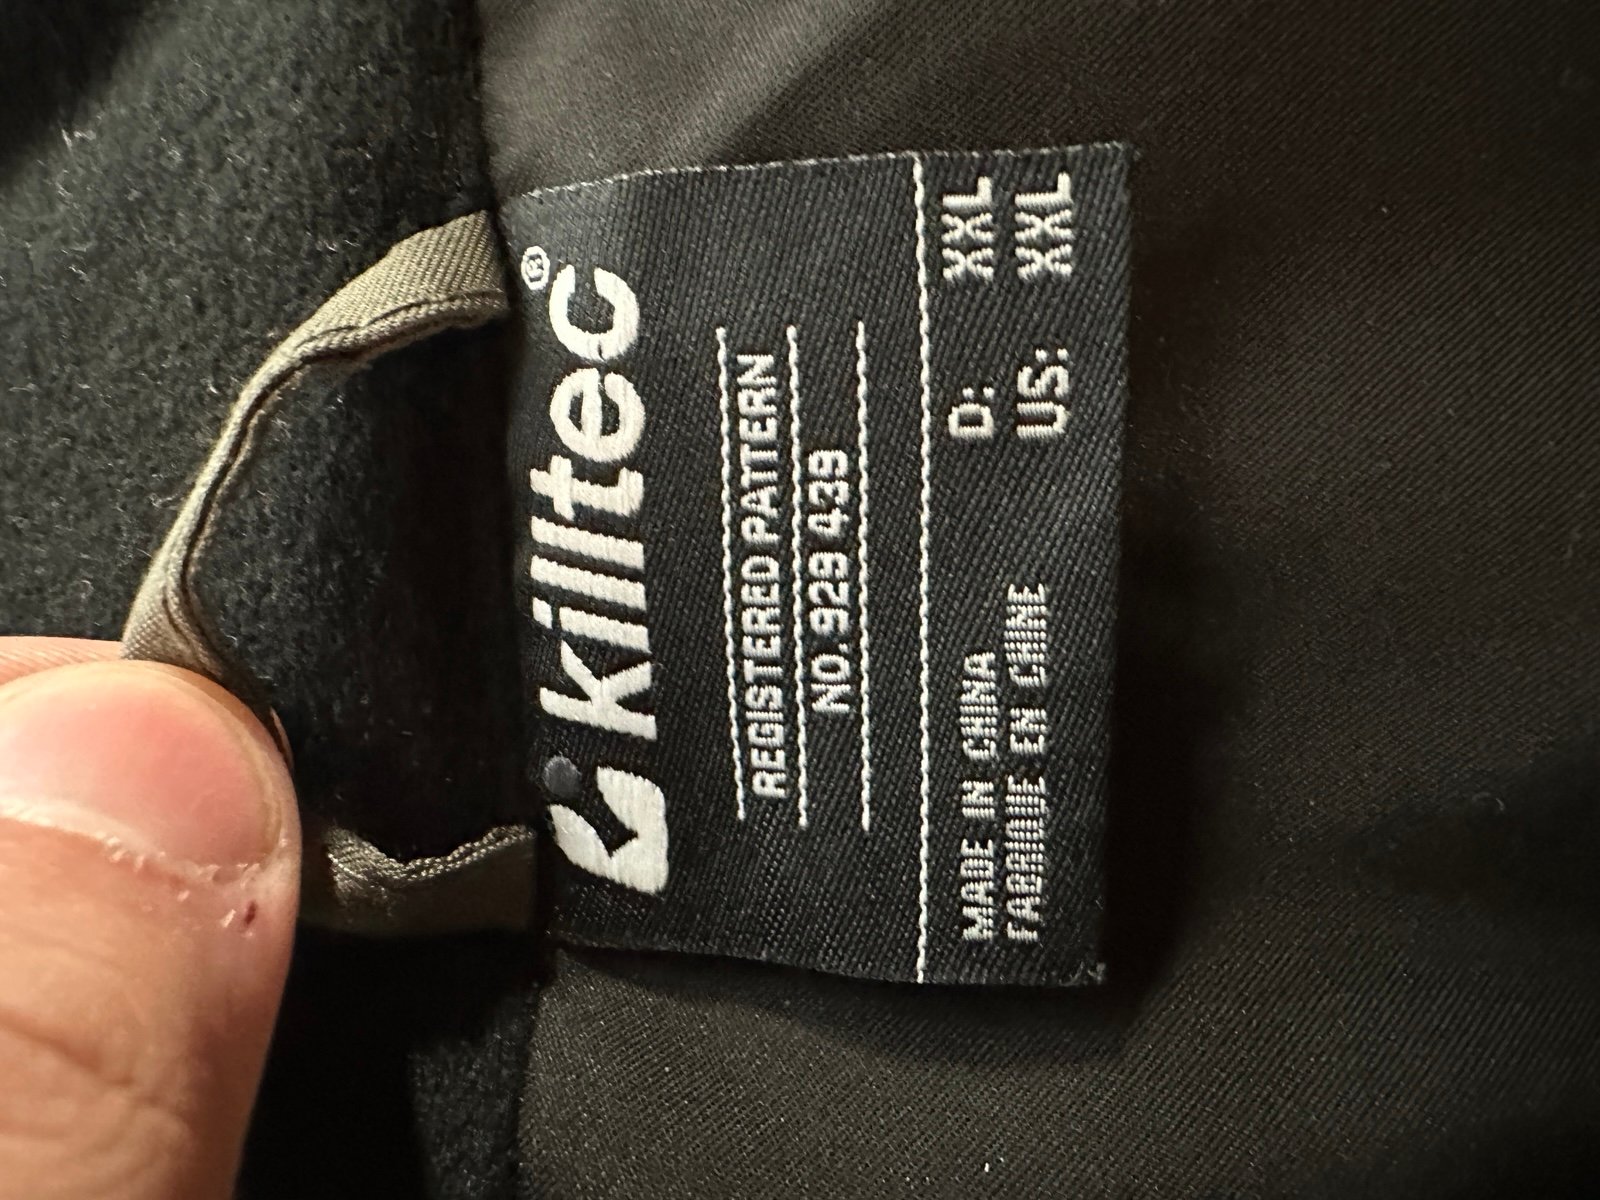 killtec®
REGISTERED PATTERN
NO. 929 439
D: XXL
US: XXL
MADE IN CHINA
FABRIQUE EN CHINE